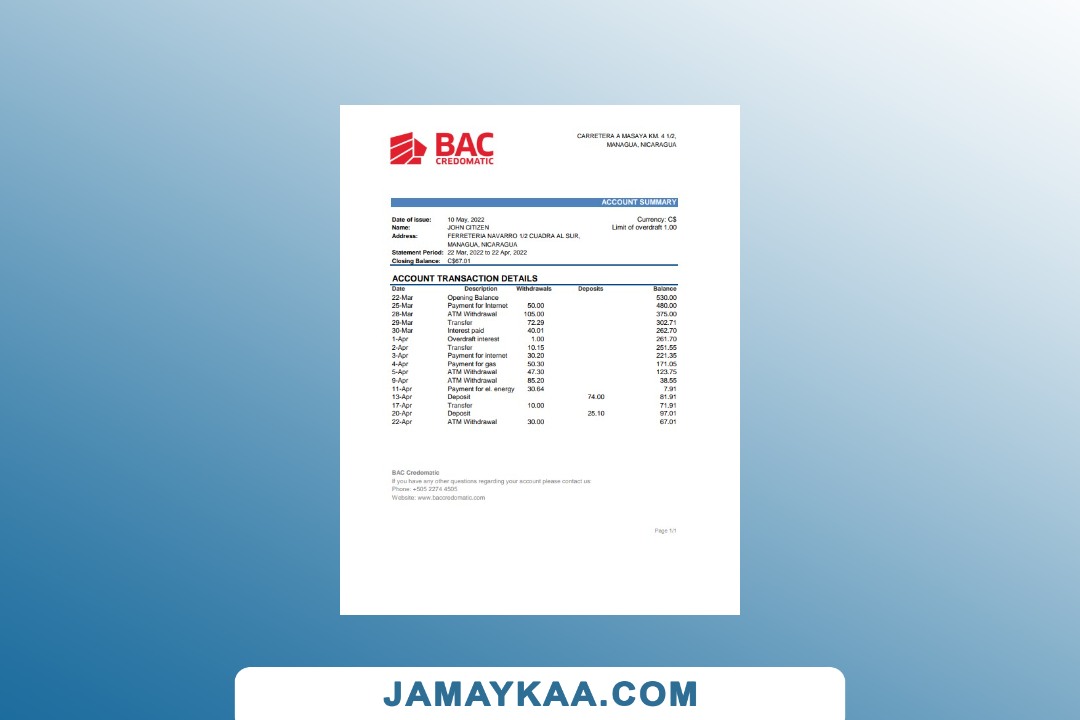 BAC
CREDOMATIC
CARRETERA A MASAYA KM. 4 1/2,
MANAGUA, NICARAGUA
ACCOUNT SUMMARY
Date of issue: 10 May, 2022 Currency: C$
Name: JOHN CITIZEN Limit of overdraft 1.00
Address: FERRETERIA NAVARRO 1/2 CUADRA AL SUR,
MANAGUA, NICARAGUA
Statement Period: 22 Mar, 2022 to 22 Apr, 2022
Closing Balance: C$67.01
ACCOUNT TRANSACTION DETAILS
Date Description Withdrawals Deposits Balance
22-Mar Opening Balance 530.00
25-Mar Payment for Internet 50.00 480.00
28-Mar ATM Withdrawal 105.00 375.00
29-Mar Transfer 72.29 302.71
30-Mar Interest paid 40.01 262.70
1-Apr Overdraft interest 1.00 261.70
2-Apr Transfer 10.15 251.55
3-Apr Payment for internet 30.20 221.35
4-Apr Payment for gas 50.30 171.05
5-Apr ATM Withdrawal 47.30 123.75
9-Apr ATM Withdrawal 85.20 38.55
11-Apr Payment for el. energy 30.64 7.91
13-Apr Deposit 74.00 81.91
17-Apr Transfer 10.00 71.91
20-Apr Deposit 25.10 97.01
22-Apr ATM Withdrawal 30.00 67.01
BAC Credomatic
If you have any other questions regarding your account please contact us:
Phone: +505 2274 4505
Website: www.baccredomatic.com
Page 1/1
JAMAYKAA.COM